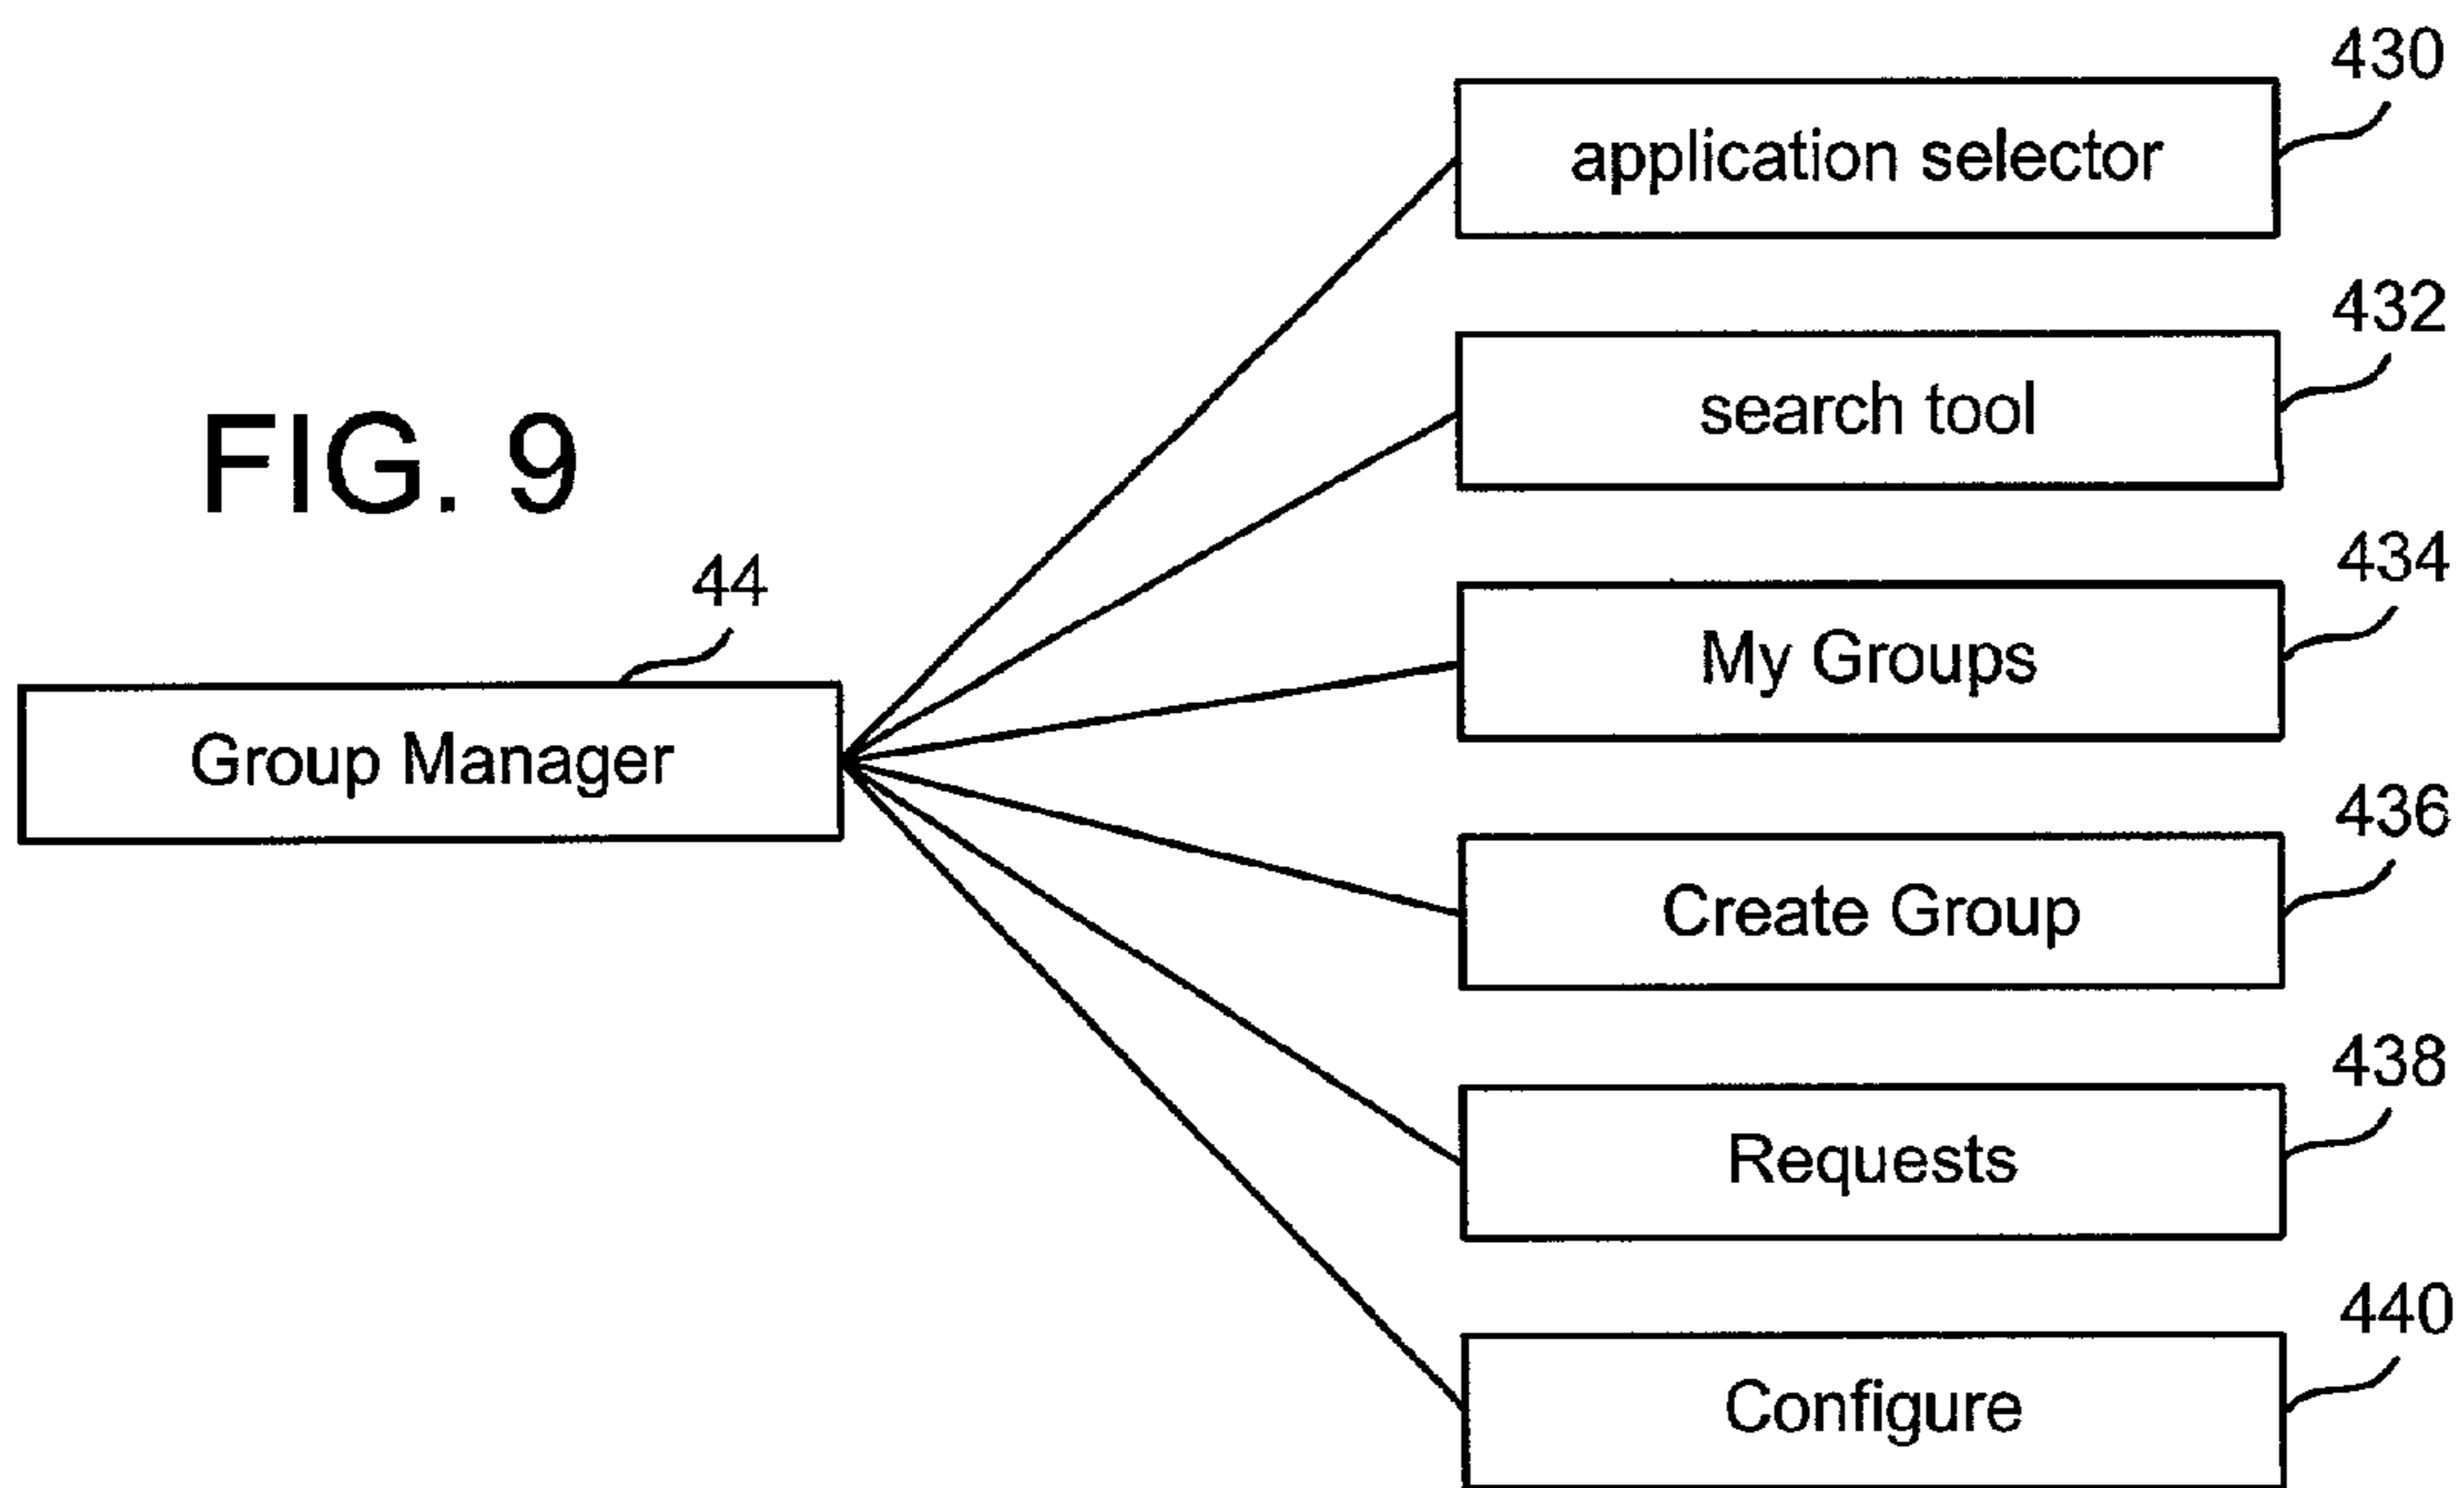 430
application selector
432
search tool
FIG. 9
434
My Groups
44
Group Manager
436
Create Group
438
Requests
440
Configure